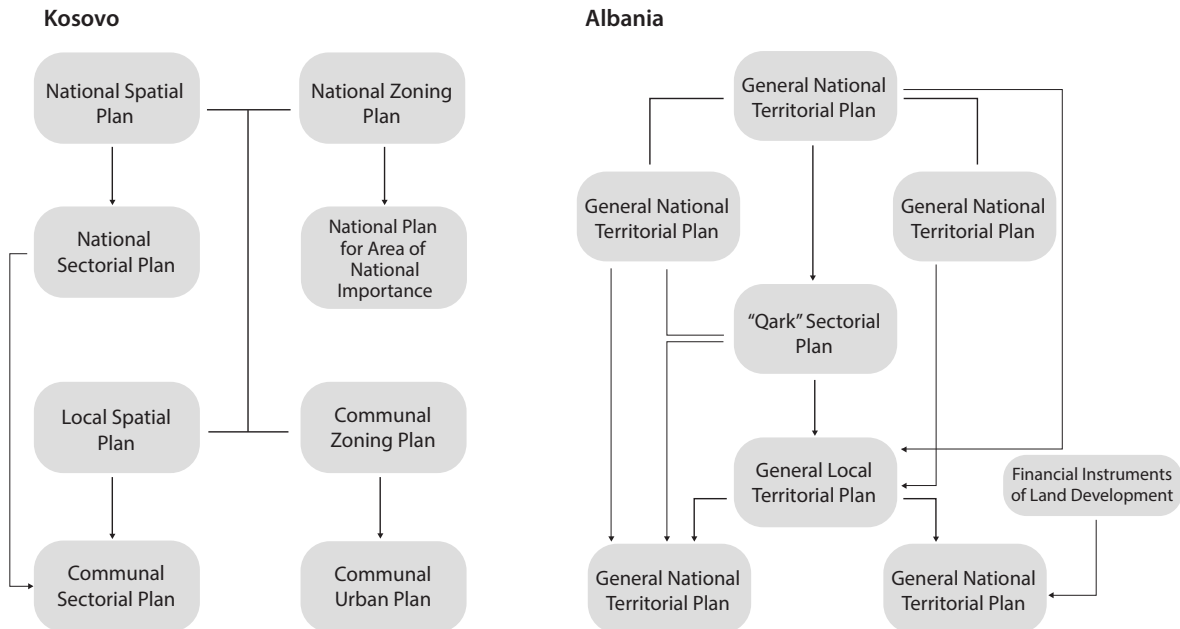 Kosovo
National Spatial
Plan
National Zoning
Plan
National
Sectorial Plan
National Plan
for Area of
National
Importance
Local Spatial
Plan
Communal
Zoning Plan
Communal
Sectorial Plan
Communal
Urban Plan
Albania
General National
Territorial Plan
General National
Territorial Plan
General National
Territorial Plan
“Qark” Sectorial
Plan
General Local
Territorial Plan
Financial Instruments
of Land Development
General National
Territorial Plan
General National
Territorial Plan